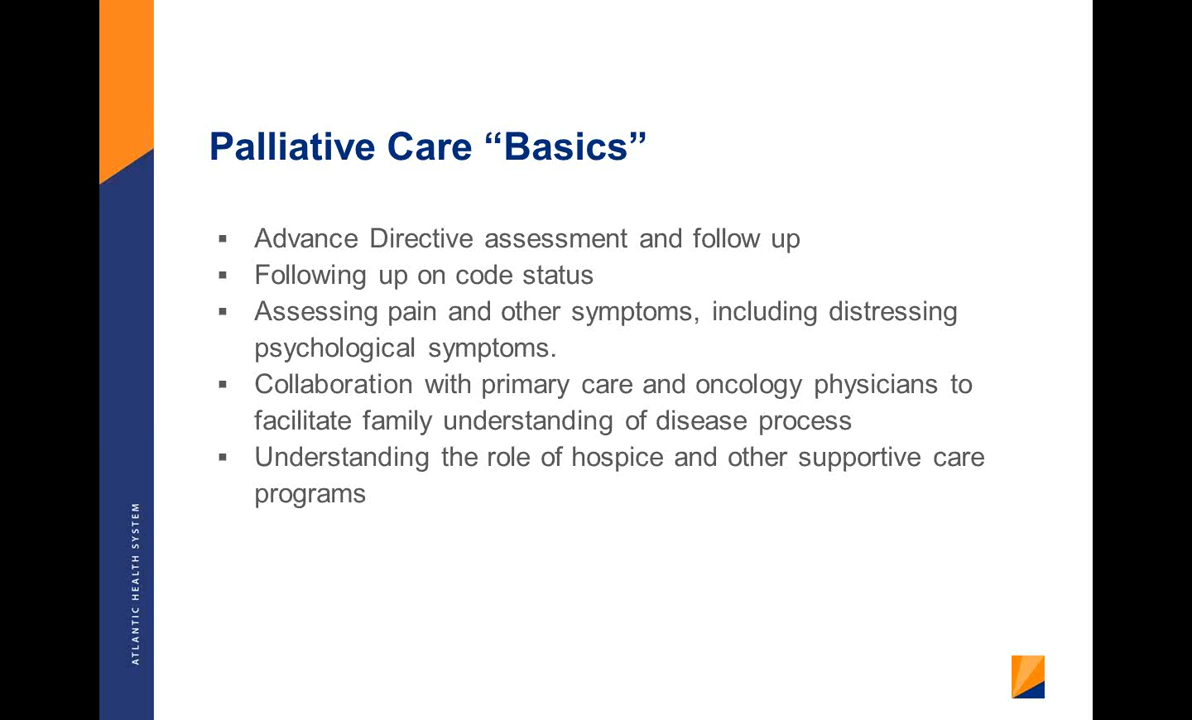 Palliative Care “Basics”
▪ Advance Directive assessment and follow up
▪ Following up on code status
▪ Assessing pain and other symptoms, including distressing
psychological symptoms.
▪ Collaboration with primary care and oncology physicians to
facilitate family understanding of disease process
▪ Understanding the role of hospice and other supportive care
programs
ATLANTIC HEALTH SYSTEM